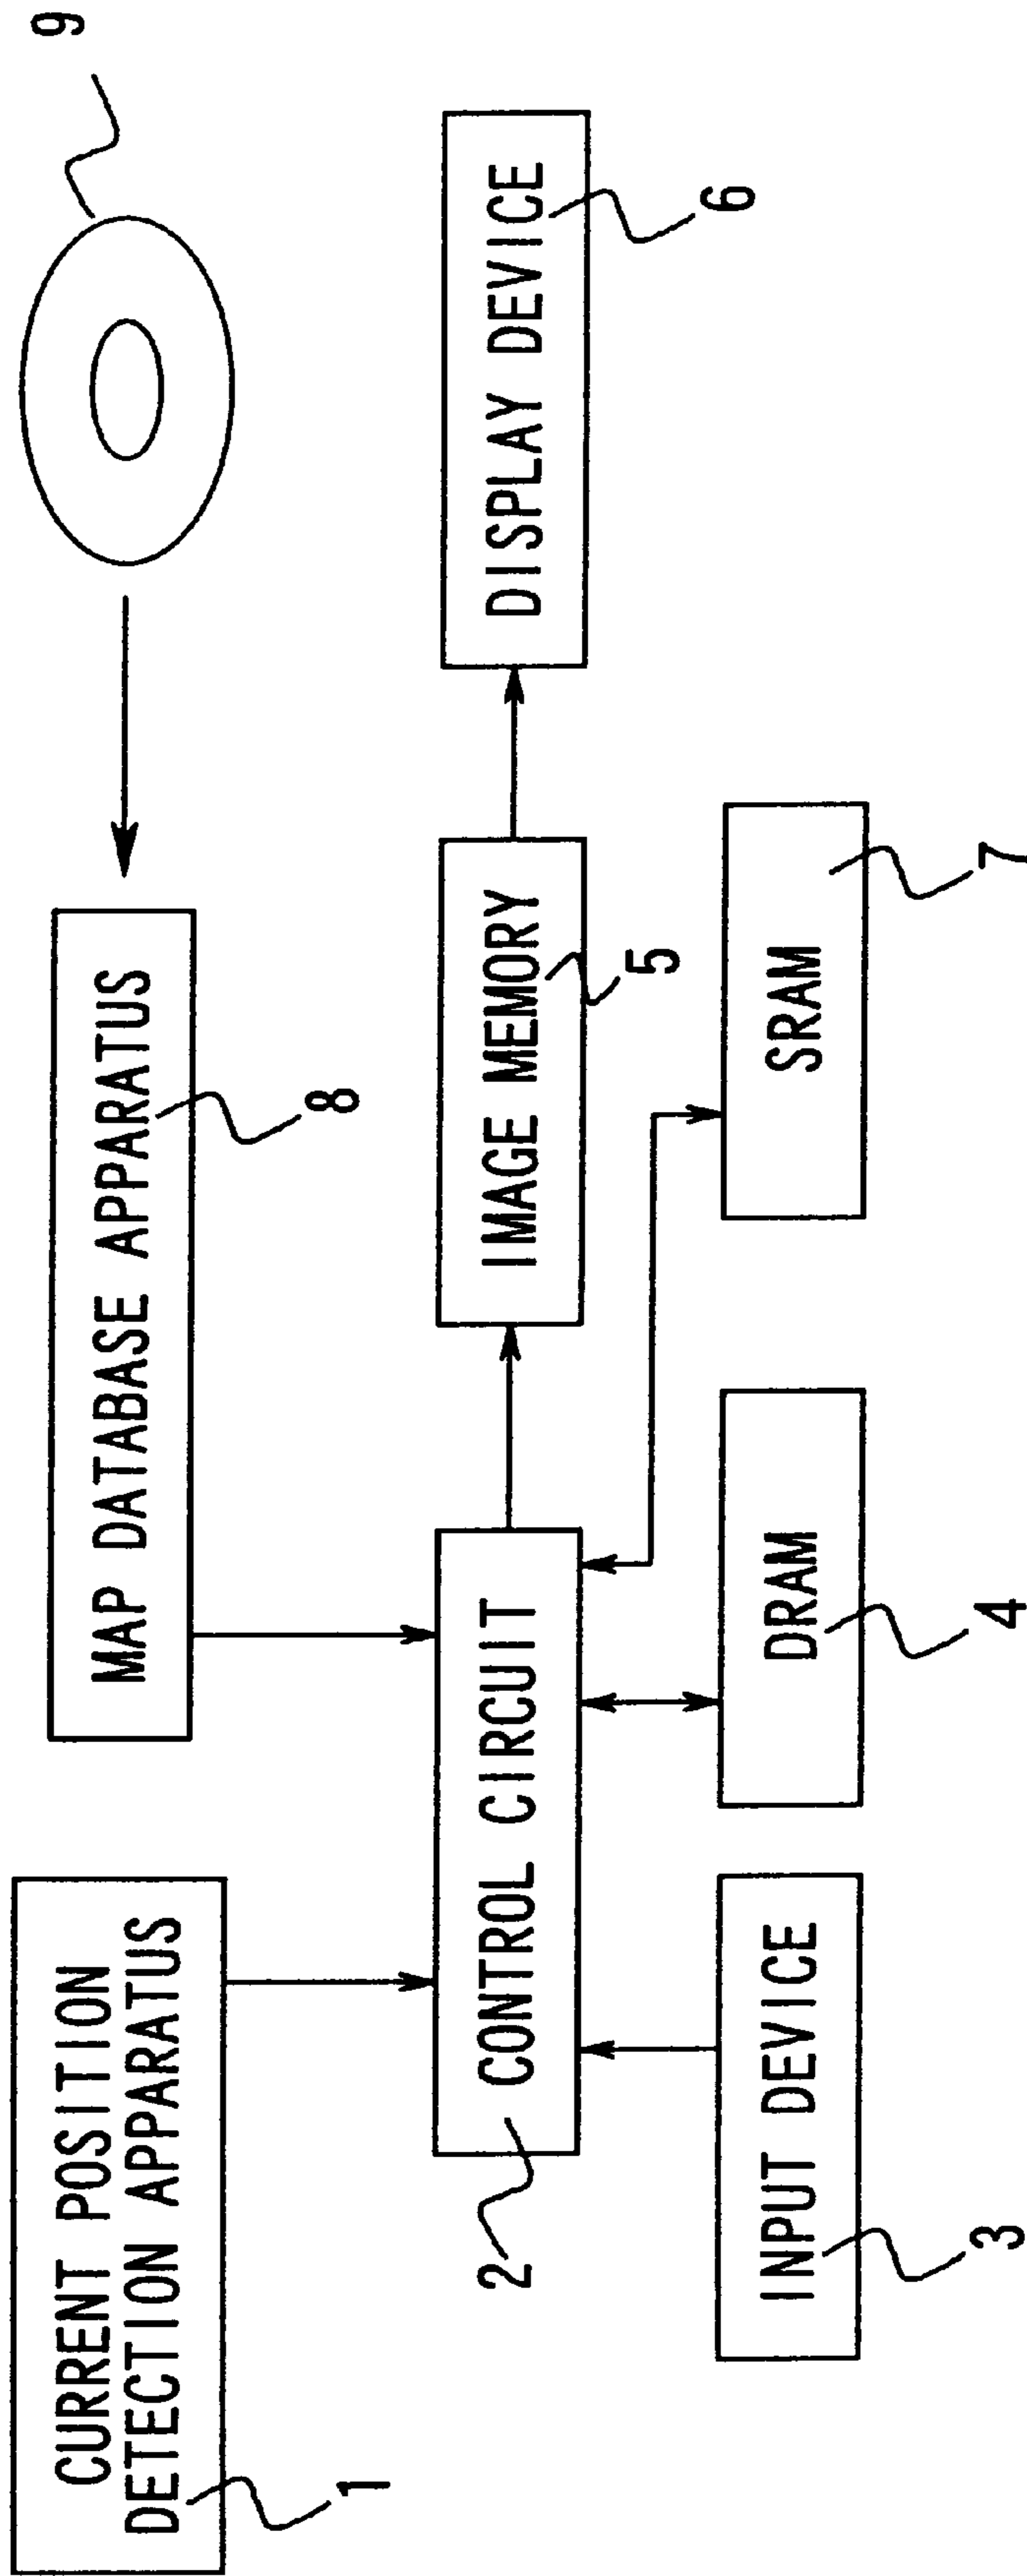 9
CURRENT POSITION
DETECTION APPARATUS
1
MAP DATABASE APPARATUS
8
2
CONTROL CIRCUIT
IMAGE MEMORY
5
DISPLAY DEVICE
6
INPUT DEVICE
3
DRAM
4
SRAM
7